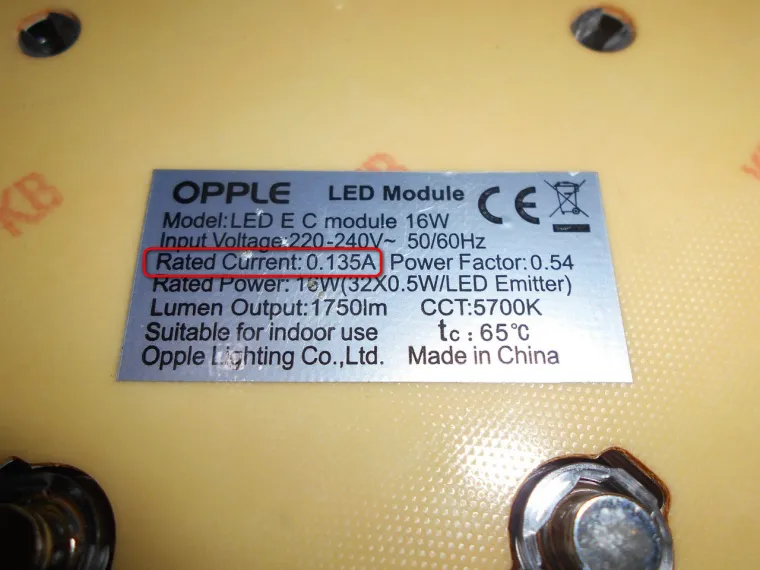 OPPLE LED Module
Model:LED E C module 16W
Input Voltage:220-240V~ 50/60Hz
Rated Current:0.135A Power Factor:0.54
Rated Power: 16W(32X0.5W/LED Emitter)
Lumen Output:1750lm CCT:5700K
Suitable for indoor use tc : 65℃
Opple Lighting Co.,Ltd. Made in China
KB
KB